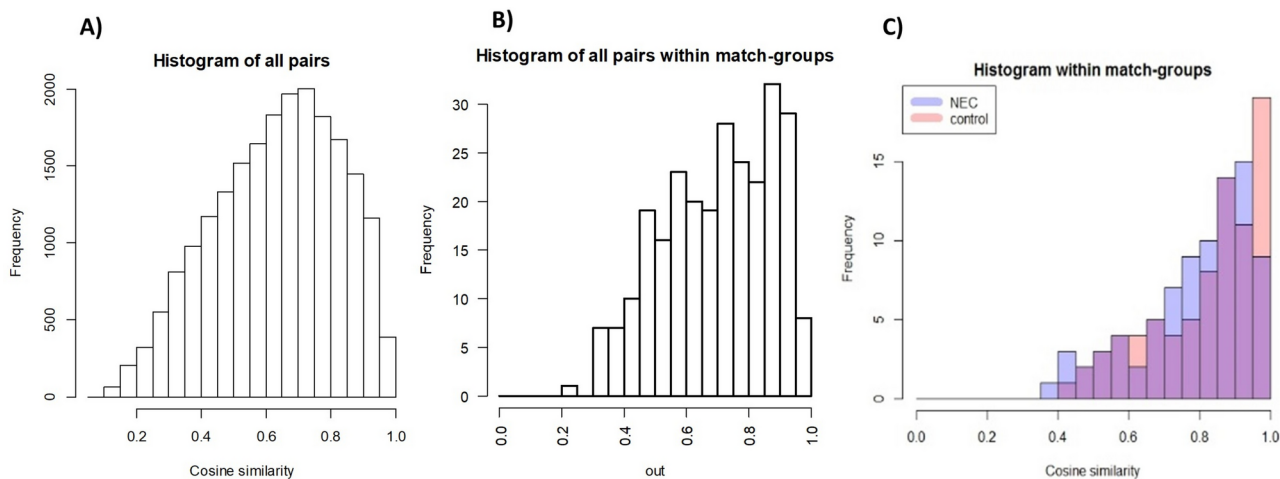 A)
Histogram of all pairs
Frequency
0
500
1000
1500
2000
0.2 0.4 0.6 0.8 1.0
Cosine similarity
B)
Histogram of all pairs within match-groups
Frequency
0
5
10
15
20
25
30
0.0 0.2 0.4 0.6 0.8 1.0
out
C)
Histogram within match-groups
NEC
control
Frequency
0
5
10
15
0.0 0.2 0.4 0.6 0.8 1.0
Cosine similarity